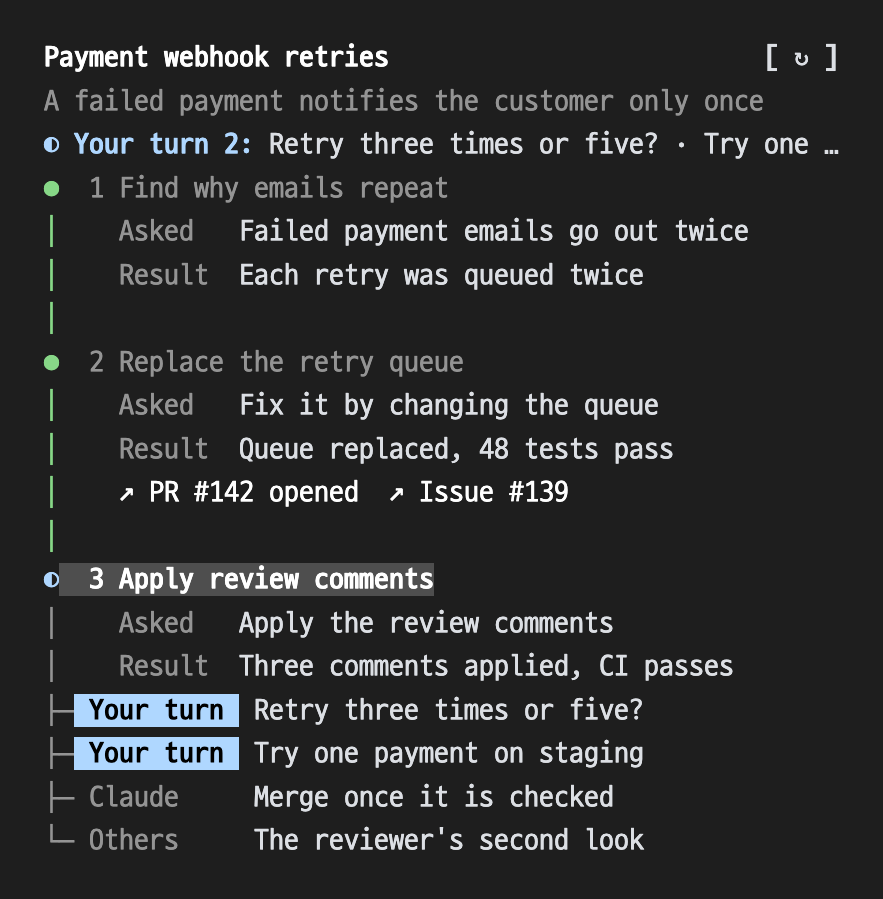 Payment webhook retries [ ↻ ]
A failed payment notifies the customer only once
◐ Your turn 2: Retry three times or five? · Try one …
● 1 Find why emails repeat
│ Asked Failed payment emails go out twice
│ Result Each retry was queued twice
│
● 2 Replace the retry queue
│ Asked Fix it by changing the queue
│ Result Queue replaced, 48 tests pass
│ ↗ PR #142 opened ↗ Issue #139
│
◐ 3 Apply review comments
│ Asked Apply the review comments
│ Result Three comments applied, CI passes
├─ Your turn Retry three times or five?
├─ Your turn Try one payment on staging
├─ Claude Merge once it is checked
└─ Others The reviewer's second look